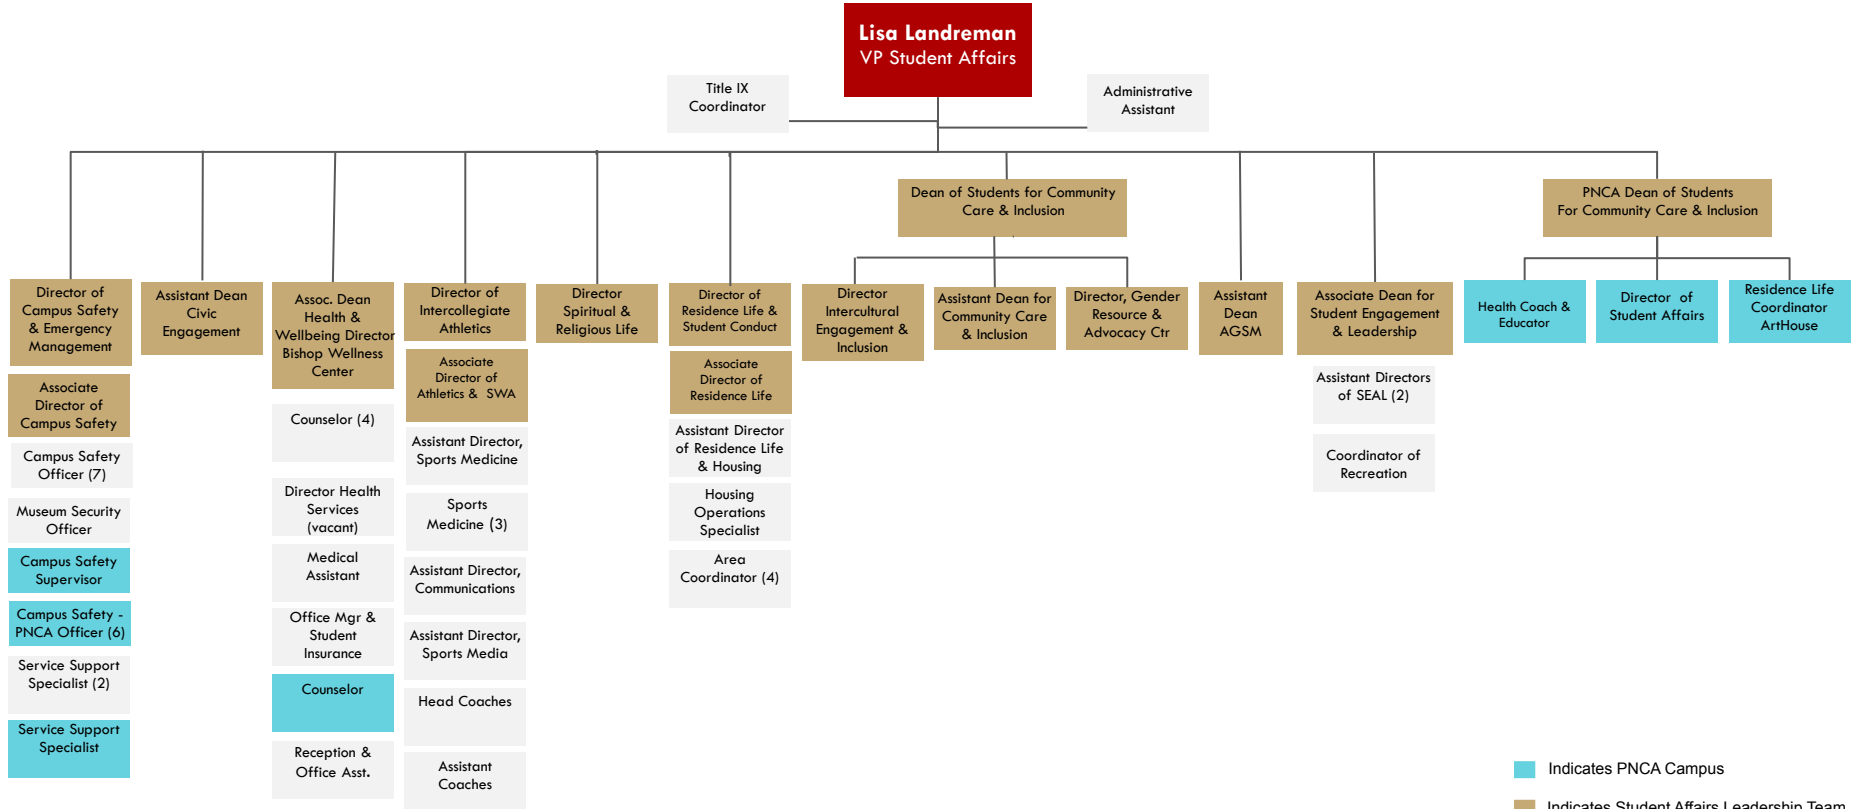 Lisa Landreman
VP Student Affairs
Title IX
Coordinator
Administrative
Assistant
Dean of Students for Community
Care & Inclusion
PNCA Dean of Students
For Community Care & Inclusion
Director of
Campus Safety
& Emergency
Management
Associate
Director of
Campus Safety
Campus Safety
Officer (7)
Museum Security
Officer
Campus Safety
Supervisor
Campus Safety -
PNCA Officer (6)
Service Support
Specialist (2)
Service Support
Specialist
Assistant Dean
Civic
Engagement
Assoc. Dean
Health &
Wellbeing Director
Bishop Wellness
Center
Counselor (4)
Director Health
Services
(vacant)
Medical
Assistant
Office Mgr &
Student
Insurance
Counselor
Reception &
Office Asst.
Director of
Intercollegiate
Athletics
Associate
Director of
Athletics & SWA
Assistant Director,
Sports Medicine
Sports
Medicine (3)
Assistant Director,
Communications
Assistant Director,
Sports Media
Head Coaches
Assistant
Coaches
Director
Spiritual &
Religious Life
Director of
Residence Life &
Student Conduct
Associate
Director of
Residence Life
Assistant Director
of Residence Life
& Housing
Housing
Operations
Specialist
Area
Coordinator (4)
Director
Intercultural
Engagement &
Inclusion
Assistant Dean for
Community Care
& Inclusion
Director, Gender
Resource &
Advocacy Ctr
Assistant
Dean
AGSM
Associate Dean for
Student Engagement
& Leadership
Assistant Directors
of SEAL (2)
Coordinator of
Recreation
Health Coach &
Educator
Director of
Student Affairs
Residence Life
Coordinator
ArtHouse
Indicates PNCA Campus
Indicates Student Affairs Leadership Team